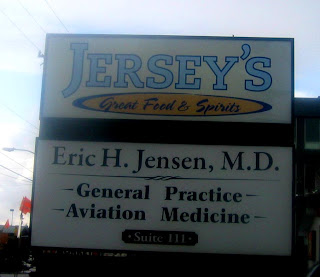 JERSEY'S
Great Food & Spirits
Eric H. Jensen, M.D.
- General Practice -
- Aviation Medicine -
Suite 111